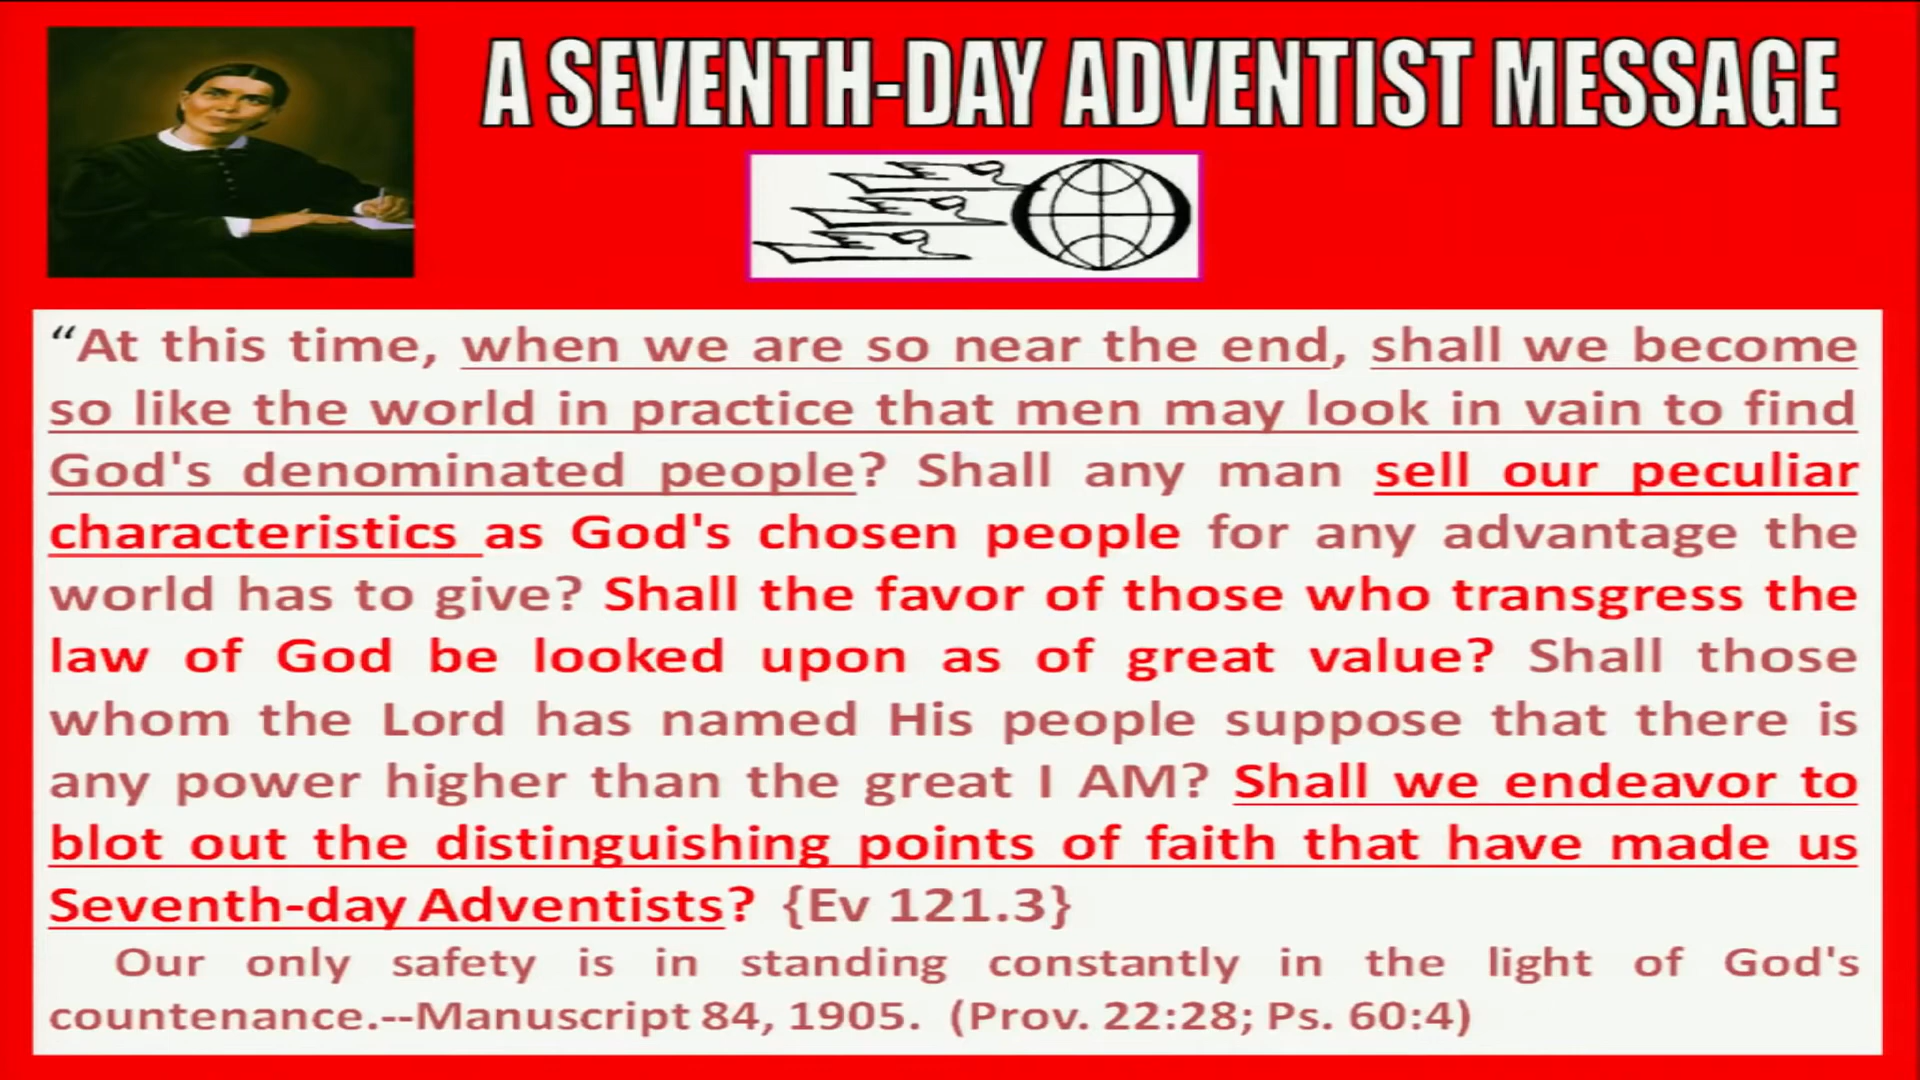 A SEVENTH-DAY ADVENTIST MESSAGE
“At this time, when we are so near the end, shall we become
so like the world in practice that men may look in vain to find
God's denominated people? Shall any man sell our peculiar
characteristics as God's chosen people for any advantage the
world has to give? Shall the favor of those who transgress the
law of God be looked upon as of great value? Shall those
whom the Lord has named His people suppose that there is
any power higher than the great I AM? Shall we endeavor to
blot out the distinguishing points of faith that have made us
Seventh-day Adventists? {Ev 121.3}
Our only safety is in standing constantly in the light of God's
countenance.--Manuscript 84, 1905. (Prov. 22:28; Ps. 60:4)